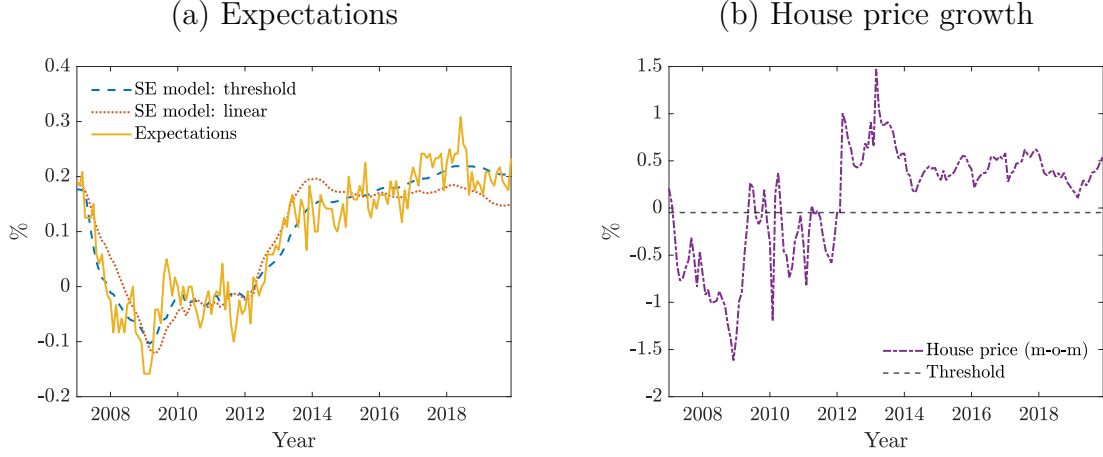 (a) Expectations
0.4
0.3
0.2
0.1
0
-0.1
-0.2
%
SE model: threshold
SE model: linear
Expectations
2008 2010 2012 2014 2016 2018
Year
(b) House price growth
1.5
1
0.5
0
-0.5
-1
-1.5
-2
%
House price (m-o-m)
Threshold
2008 2010 2012 2014 2016 2018
Year